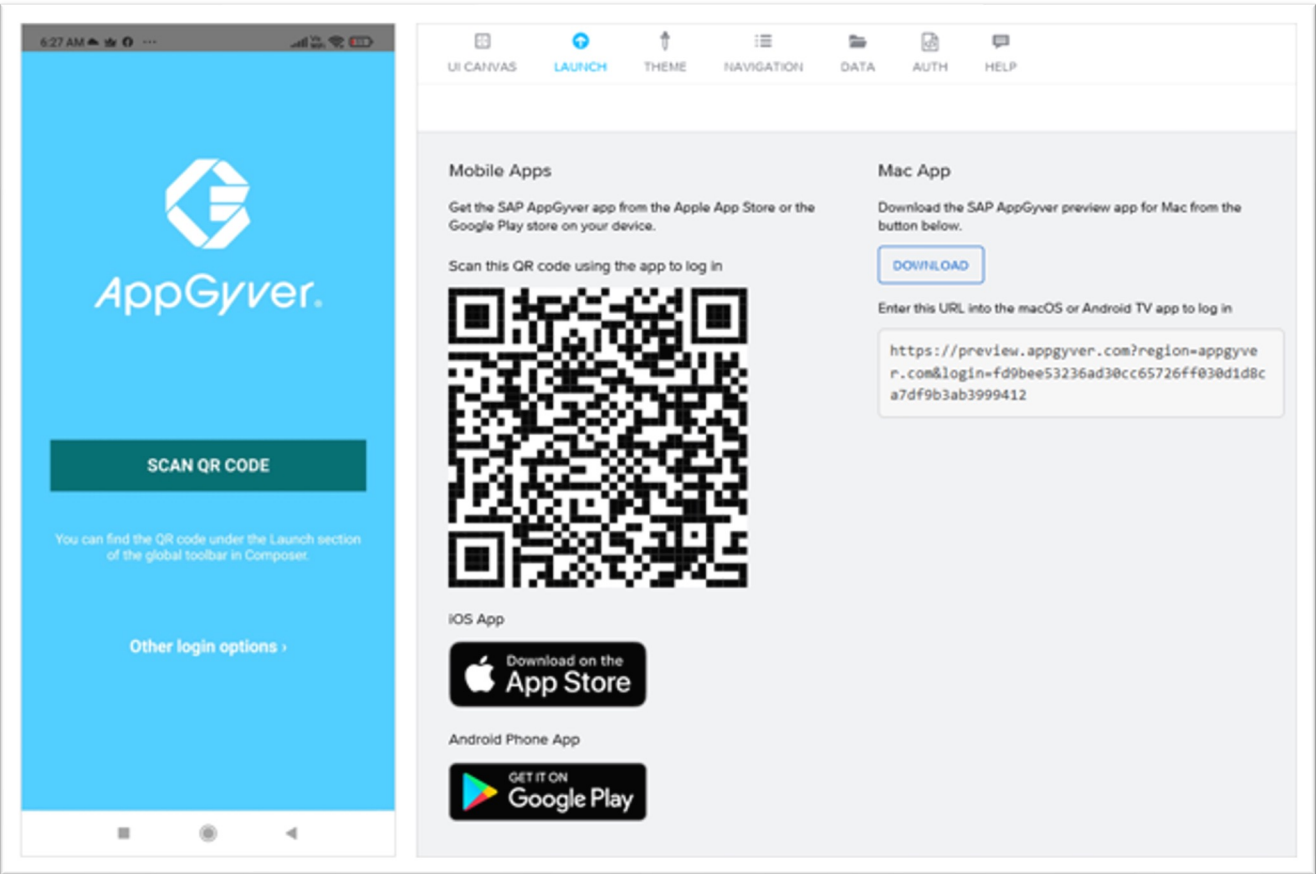 6:27 AM
AppGyver.
SCAN QR CODE
You can find the QR code under the Launch section
of the global toolbar in Composer.
Other login options ›
UI CANVAS LAUNCH THEME NAVIGATION DATA AUTH HELP
Mobile Apps
Get the SAP AppGyver app from the Apple App Store or the
Google Play store on your device.
Scan this QR code using the app to log in
iOS App
Download on the
App Store
Android Phone App
GET IT ON
Google Play
Mac App
Download the SAP AppGyver preview app for Mac from the
button below.
DOWNLOAD
Enter this URL into the macOS or Android TV app to log in
https://preview.appgyver.com?region=appgyve
r.com&login=fd9bee53236ad30cc65726ff030d1d8c
a7df9b3ab3999412